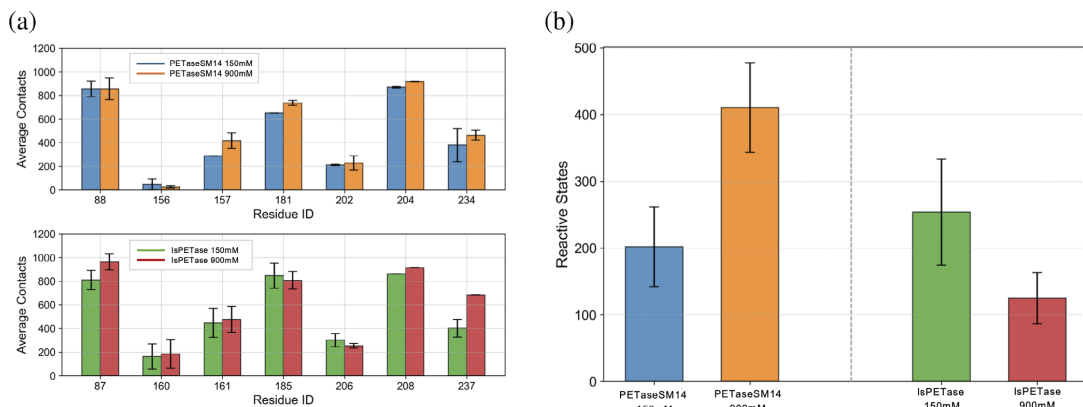 (a)
PETaseSM14 150mM
PETaseSM14 900mM
Average Contacts
1200
1000
800
600
400
200
0
88 156 157 181 202 204 234
Residue ID
IsPETase 150mM
IsPETase 900mM
Average Contacts
1200
1000
800
600
400
200
0
87 160 161 185 206 208 237
Residue ID
(b)
Reactive States
500
400
300
200
100
0
PETaseSM14
150mM
PETaseSM14
900mM
IsPETase
150mM
IsPETase
900mM